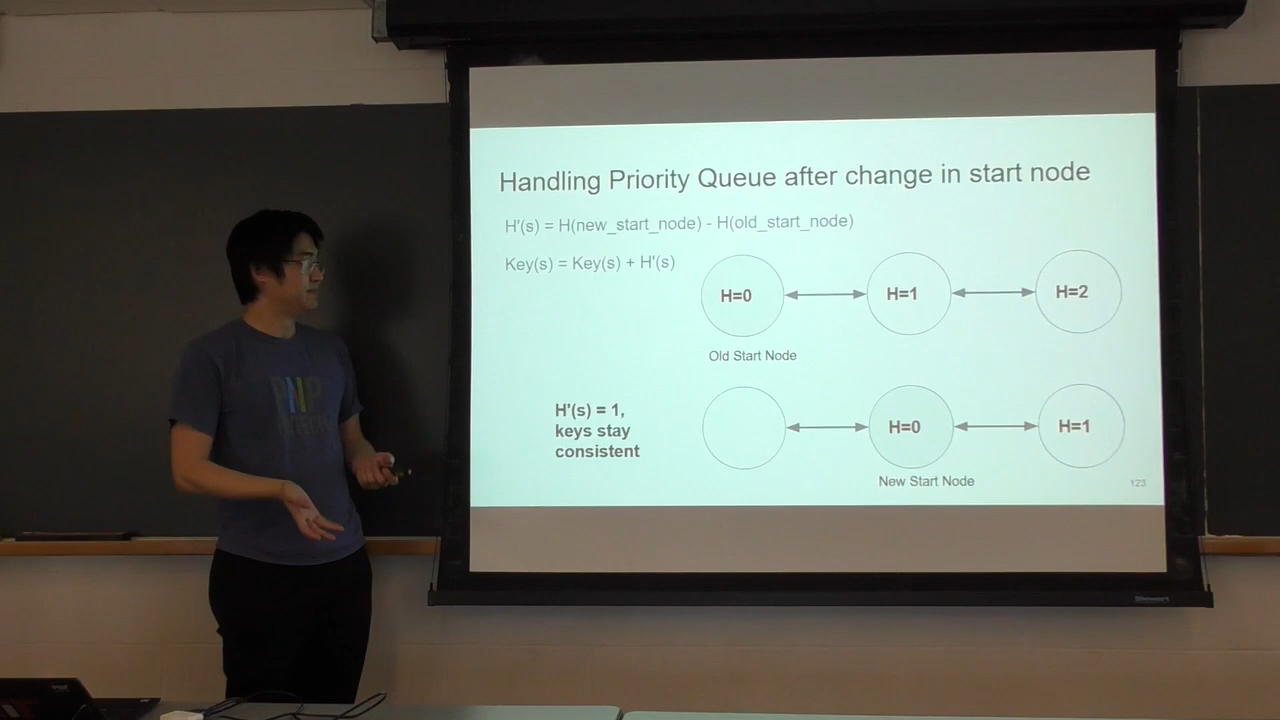 Handling Priority Queue after change in start node
H'(s) = H(new_start_node) - H(old_start_node)
Key(s) = Key(s) + H'(s)
H=0
H=1
H=2
Old Start Node
H'(s) = 1,
keys stay
consistent
H=0
H=1
New Start Node
123